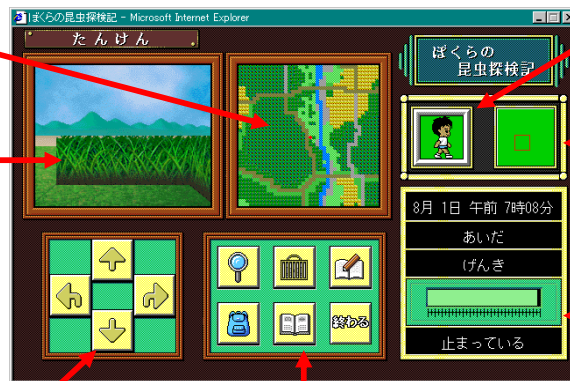 ぼくらの昆虫探検記 - Microsoft Internet Explorer
たんけん
ぼくらの
昆虫探検記
8月 1日 午前 7時08分
あいだ
げんき
終わる
止まっている